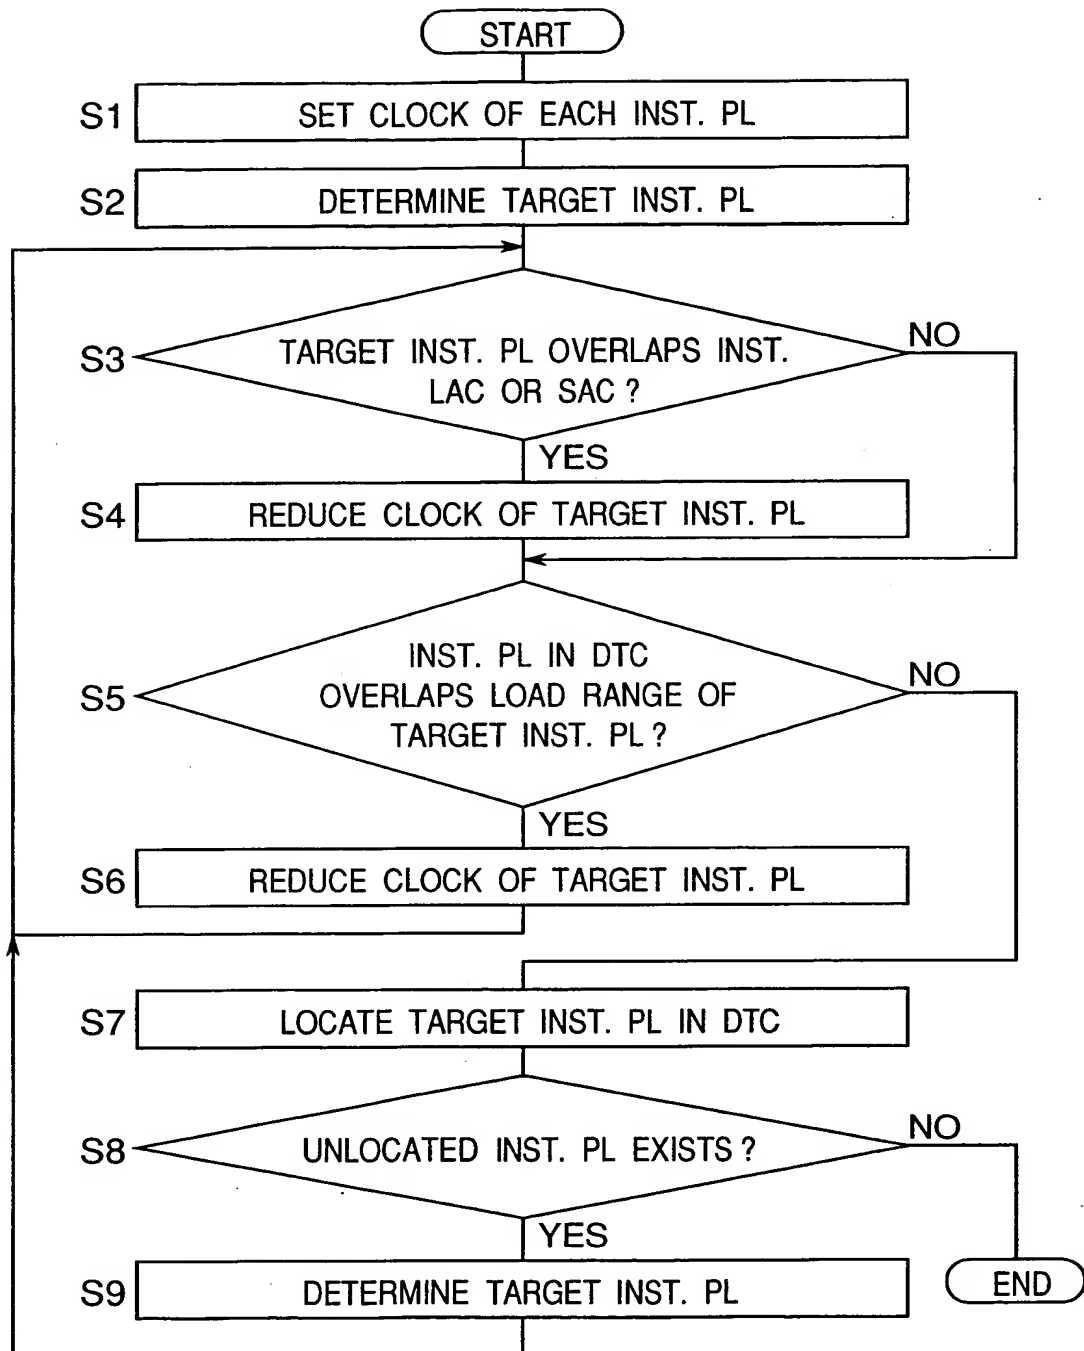 START
S1
SET CLOCK OF EACH INST. PL
S2
DETERMINE TARGET INST. PL
S3
TARGET INST. PL OVERLAPS INST.
LAC OR SAC ?
NO
YES
S4
REDUCE CLOCK OF TARGET INST. PL
S5
INST. PL IN DTC
OVERLAPS LOAD RANGE OF
TARGET INST. PL ?
NO
YES
S6
REDUCE CLOCK OF TARGET INST. PL
S7
LOCATE TARGET INST. PL IN DTC
S8
UNLOCATED INST. PL EXISTS ?
NO
YES
S9
DETERMINE TARGET INST. PL
END